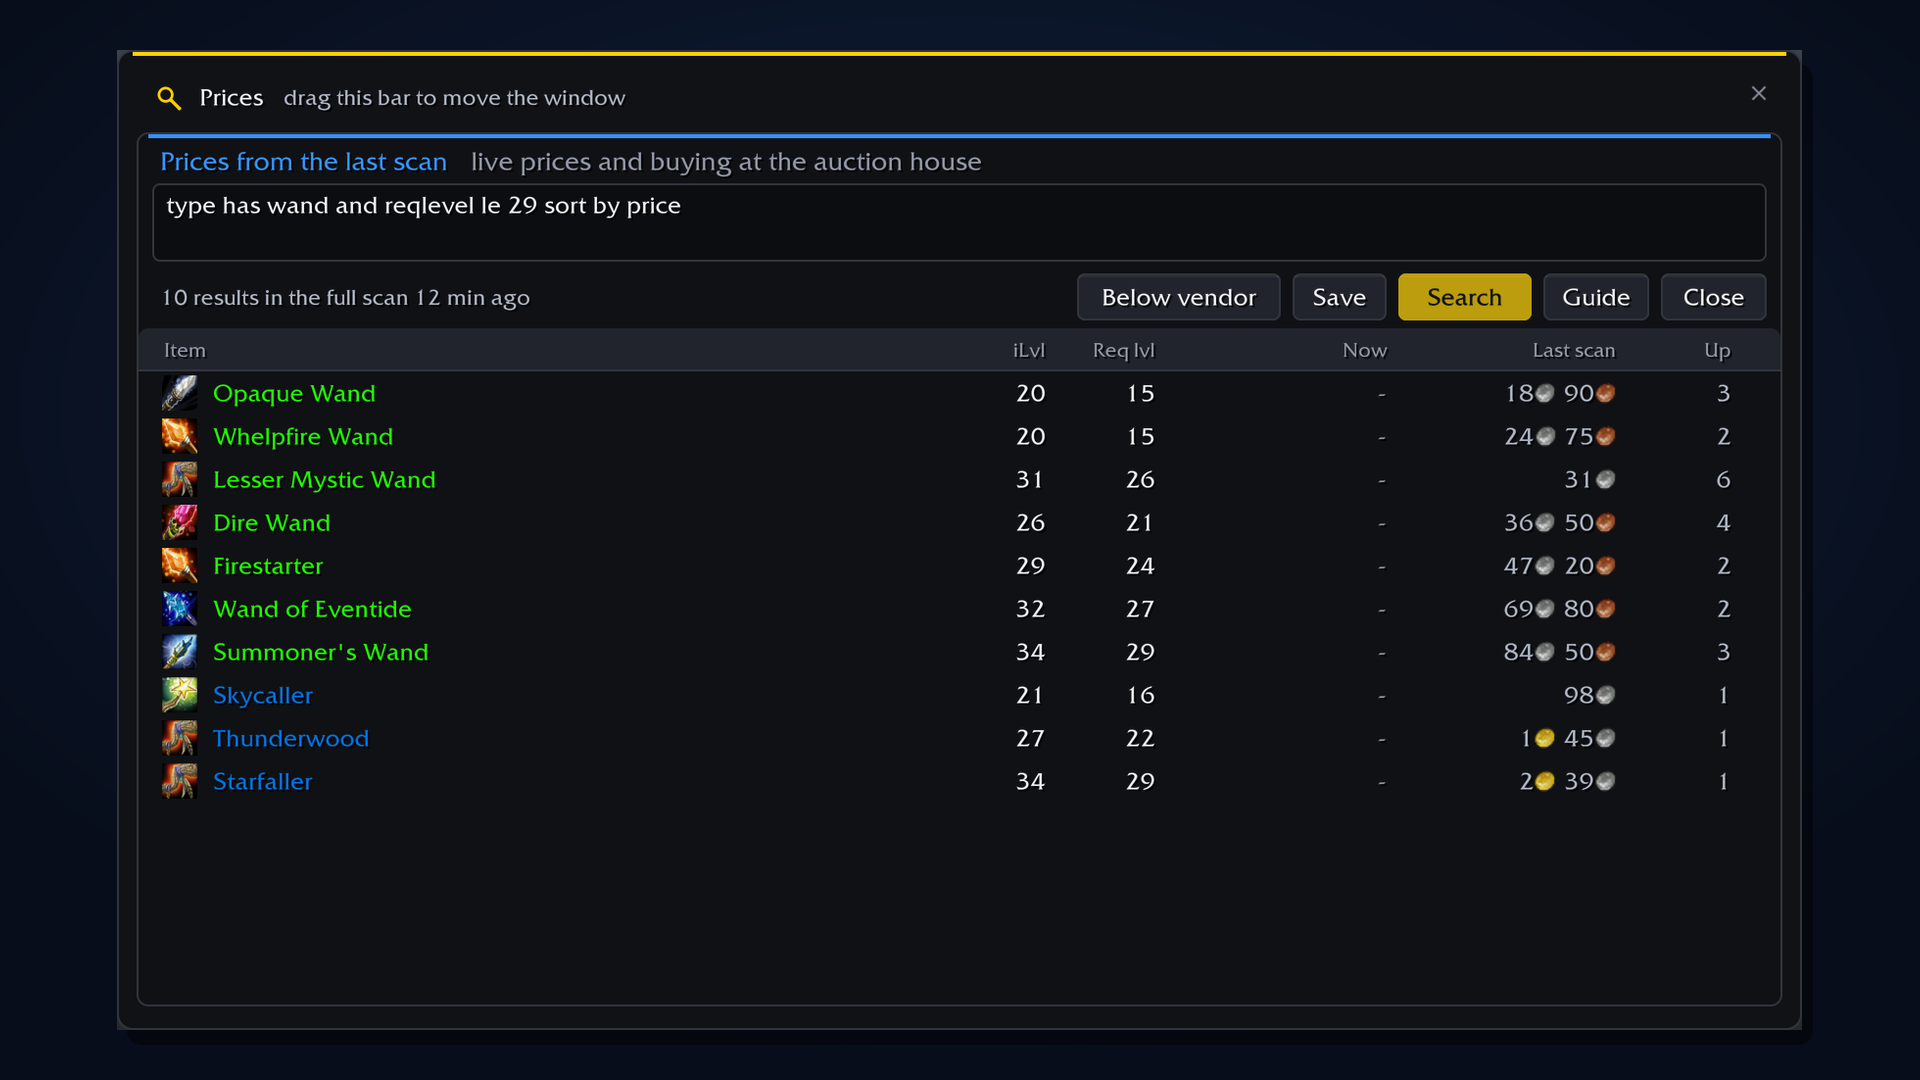 Prices drag this bar to move the window
Prices from the last scan live prices and buying at the auction house
type has wand and reqlevel le 29 sort by price
10 results in the full scan 12 min ago Below vendor Save Search Guide Close
Item iLvl Req lvl Now Last scan Up
Opaque Wand 20 15 - 18 90 3
Whelpfire Wand 20 15 - 24 75 2
Lesser Mystic Wand 31 26 - 31 6
Dire Wand 26 21 - 36 50 4
Firestarter 29 24 - 47 20 2
Wand of Eventide 32 27 - 69 80 2
Summoner's Wand 34 29 - 84 50 3
Skycaller 21 16 - 98 1
Thunderwood 27 22 - 1 45 1
Starfaller 34 29 - 2 39 1